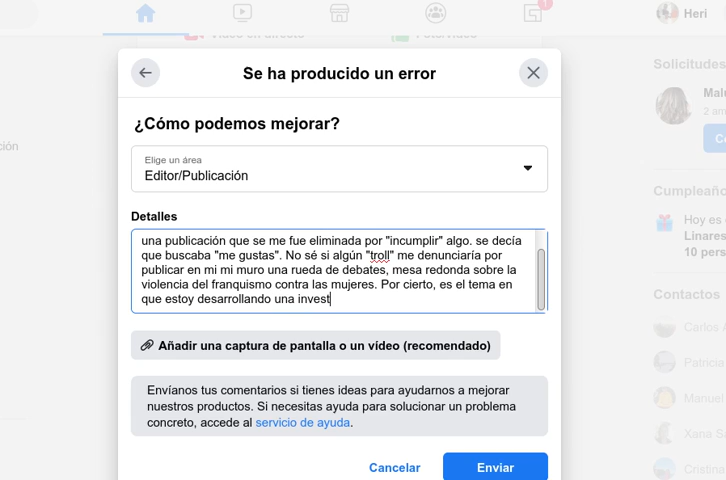 1
Heri
Vídeo en directo
Solicitudes
Se ha producido un error
¿Cómo podemos mejorar?
Elige un área
Editor/Publicación
ción
Detalles
una publicación que se me fue eliminada por "incumplir" algo. se decía
que buscaba "me gustas". No sé si algún "troll" me denunciaría por
publicar en mi mi muro una rueda de debates, mesa redonda sobre la
violencia del franquismo contra las mujeres. Por cierto, es el tema en
que estoy desarrollando una invest
Añadir una captura de pantalla o un vídeo (recomendado)
Envíanos tus comentarios si tienes ideas para ayudarnos a mejorar
nuestros productos. Si necesitas ayuda para solucionar un problema
concreto, accede al servicio de ayuda.
Cancelar
Enviar
2 am
Cumpleaño
Hoy es
Linares
10 pers
Contactos
Carlos A
Patricia
Manuel
Xana Sa
Cristina